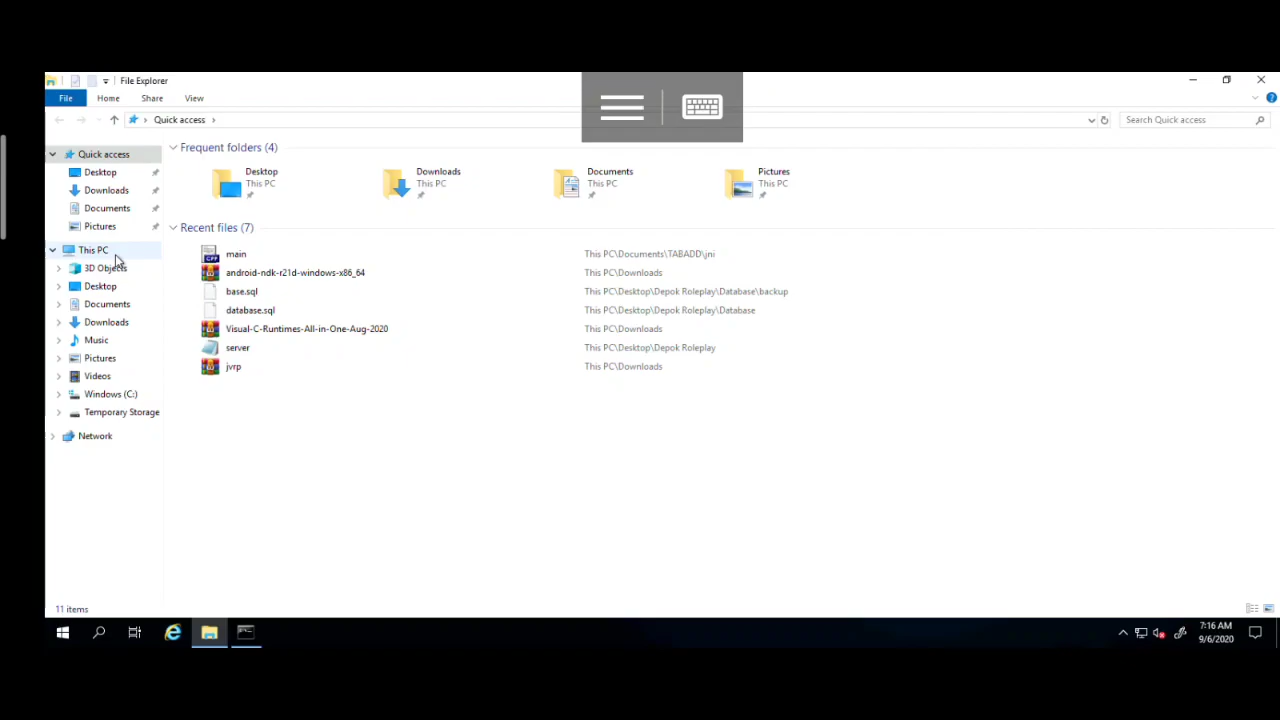 File Explorer
File Home Share View
Quick access
Search Quick access
Quick access
Desktop
Downloads
Documents
Pictures
This PC
3D Objects
Desktop
Documents
Downloads
Music
Pictures
Videos
Windows (C:)
Temporary Storage
Network
Frequent folders (4)
Desktop
This PC
Downloads
This PC
Documents
This PC
Pictures
This PC
Recent files (7)
main This PC\Documents\TABADD\jni
android-ndk-r21d-windows-x86_64 This PC\Downloads
base.sql This PC\Desktop\Depok Roleplay\Database\backup
database.sql This PC\Desktop\Depok Roleplay\Database
Visual-C-Runtimes-All-in-One-Aug-2020 This PC\Downloads
server This PC\Desktop\Depok Roleplay
jvrp This PC\Downloads
11 items
7:16 AM
9/6/2020